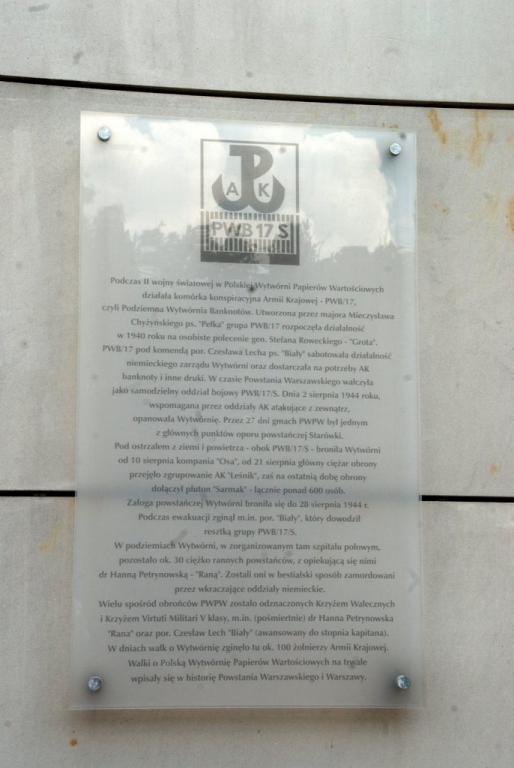 A P K
PWB 17 S
Podczas II wojny światowej w Polskiej Wytwórni Papierów Wartościowych
działała komórka konspiracyjna Armii Krajowej - PWB/17,
czyli Podziemna Wytwórnia Banknotów. Utworzona przez majora Mieczysława
Chyżyńskiego ps. "Pełka" grupa PWB/17 rozpoczęła działalność
w 1940 roku na osobiste polecenie gen. Stefana Roweckiego - "Grota".
PWB/17 pod komendą por. Czesława Lecha ps. "Biały" sabotowała działalność
niemieckiego zarządu Wytwórni oraz dostarczała na potrzeby AK
banknoty i inne druki. W czasie Powstania Warszawskiego walczyła
jako samodzielny oddział bojowy PWB/17/S. Dnia 2 sierpnia 1944 roku,
wspomagana przez oddziały AK atakujące z zewnątrz,
opanowała Wytwórnię. Przez 27 dni gmach PWPW był jednym
z głównych punktów oporu powstańczej Starówki.
Pod ostrzałem z ziemi i powietrza - obok PWB/17/S - broniła Wytwórni
od 10 sierpnia kompania "Osa", od 21 sierpnia główny ciężar obrony
przejęło zgrupowanie AK "Leśnik", zaś na ostatnią dobę obrony
dołączył pluton "Sarmak" - łącznie ponad 600 osób.
Załoga powstańczej Wytwórni broniła się do 28 sierpnia 1944 r.
Podczas ewakuacji zginął m.in. por. "Biały", który dowodził
resztką grupy PWB/17/S.
W podziemiach Wytwórni, w zorganizowanym tam szpitalu polowym,
pozostało ok. 30 ciężko rannych powstańców, z opiekującą się nimi
dr Hanną Petrynowską - "Raną". Zostali oni w bestialski sposób zamordowani
przez wkraczające oddziały niemieckie.
Wielu spośród obrońców PWPW zostało odznaczonych Krzyżem Walecznych
i Krzyżem Virtuti Militari V klasy, m.in. (pośmiertnie) dr Hanna Petrynowska
"Rana" oraz por. Czesław Lech "Biały" (awansowany do stopnia kapitana).
W dniach walk o Wytwórnię zginęło tu ok. 100 żołnierzy Armii Krajowej.
Walki o Polską Wytwórnię Papierów Wartościowych na trwałe
wpisały się w historię Powstania Warszawskiego i Warszawy.